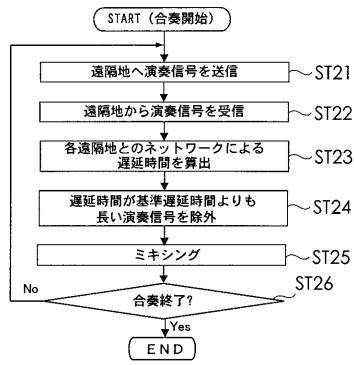 START（合奏開始）
遠隔地へ演奏信号を送信
ST21
遠隔地から演奏信号を受信
ST22
各遠隔地とのネットワークによる
遅延時間を算出
ST23
遅延時間が基準遅延時間よりも
長い演奏信号を除外
ST24
ミキシング
ST25
No
合奏終了?
ST26
Yes
END